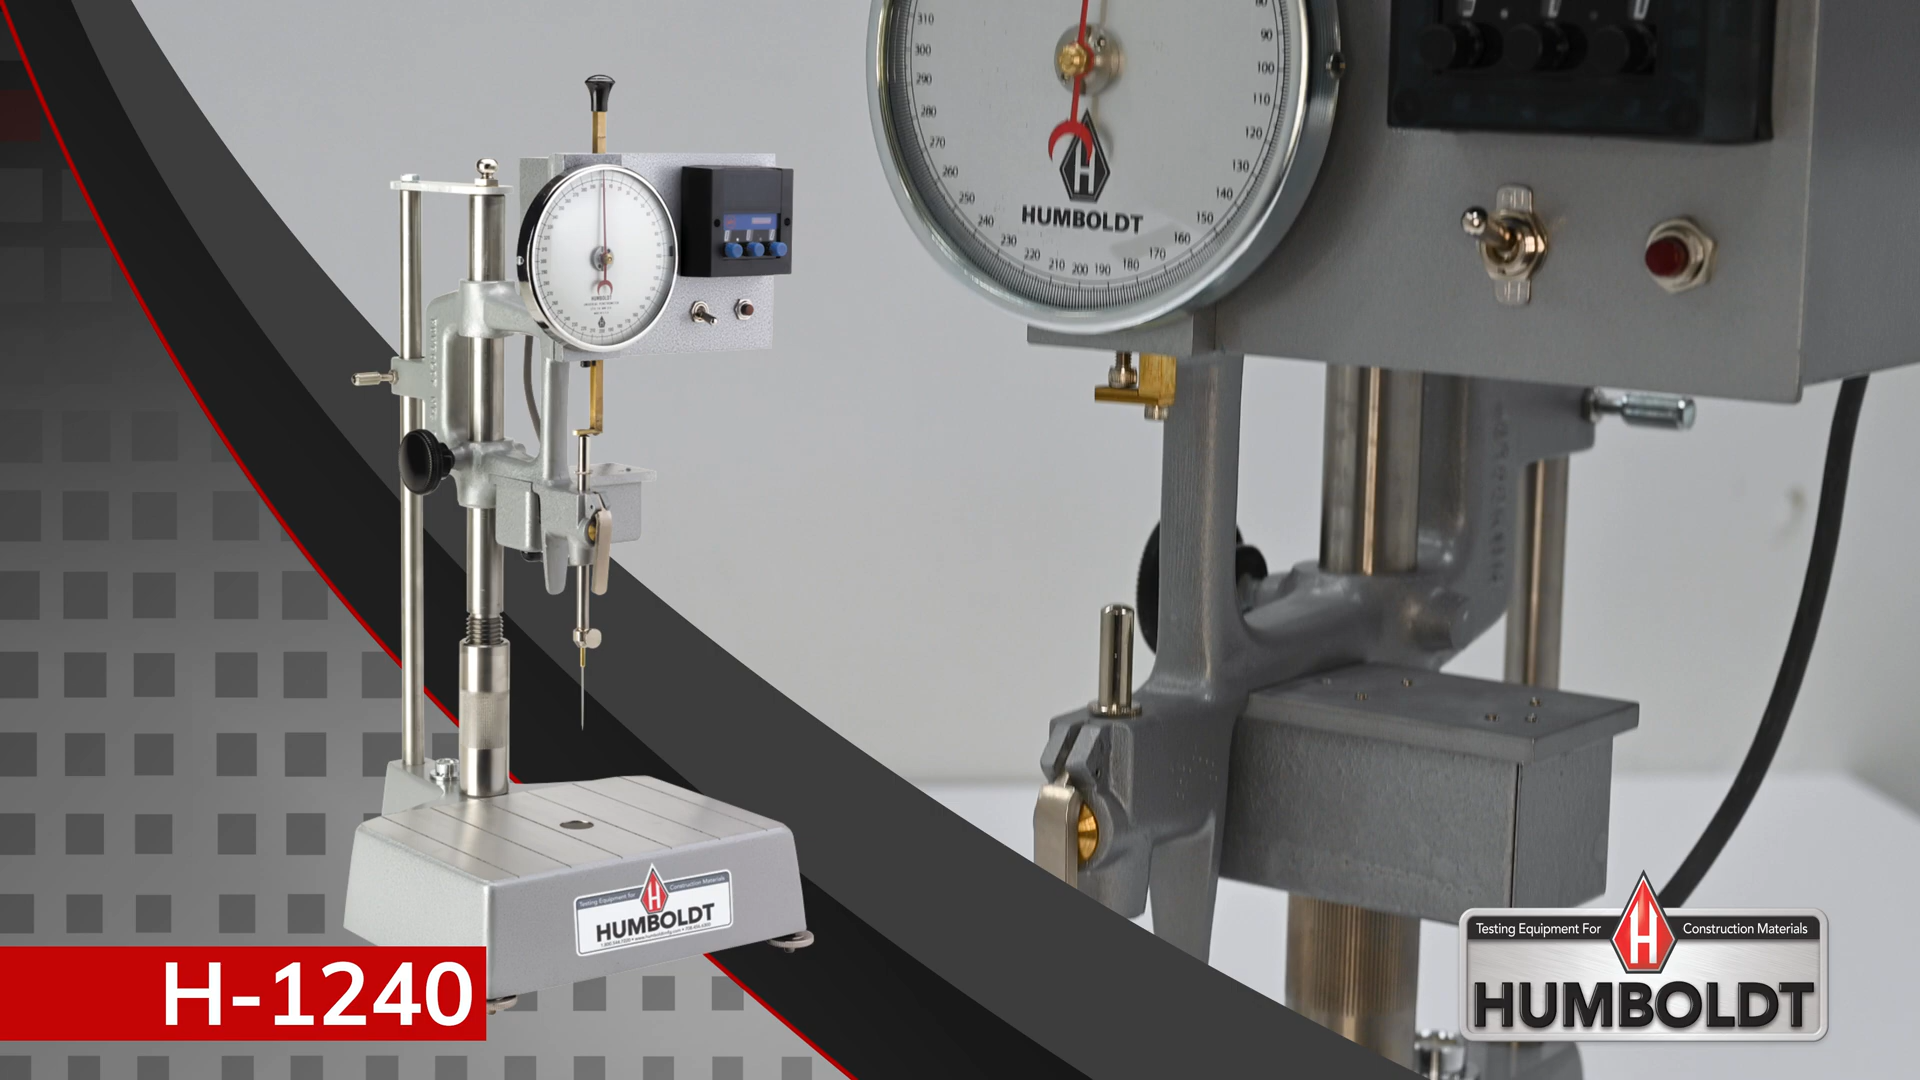 310
300
290
280
270
260
250
240
230
220
210
200
190
180
170
160
150
140
130
120
110
100
90
H
HUMBOLDT
HUMBOLDT
Testing Equipment For
H
Construction Materials
HUMBOLDT
H-1240
Testing Equipment For
H
Construction Materials
HUMBOLDT